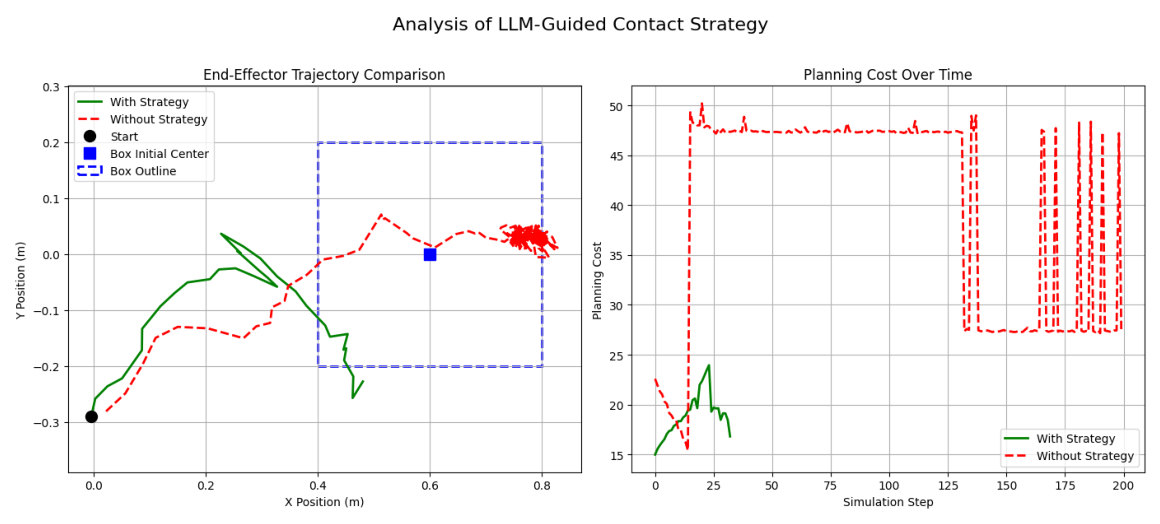 Analysis of LLM-Guided Contact Strategy
End-Effector Trajectory Comparison
With Strategy
Without Strategy
Start
Box Initial Center
Box Outline
0.3
0.2
0.1
0.0
−0.1
−0.2
−0.3
Y Position (m)
0.0
0.2
0.4
0.6
0.8
X Position (m)
Planning Cost Over Time
50
45
40
35
30
25
20
15
Planning Cost
With Strategy
Without Strategy
0
25
50
75
100
125
150
175
200
Simulation Step